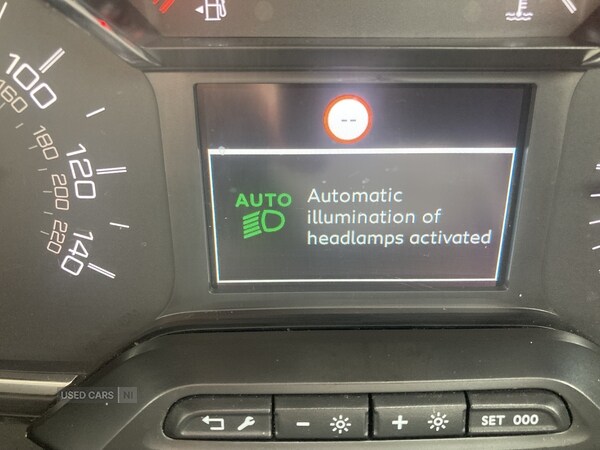 100
160
120
180
200
140
220
--
AUTO
Automatic
illumination of
headlamps activated
USED CARS NI
- + SET 000